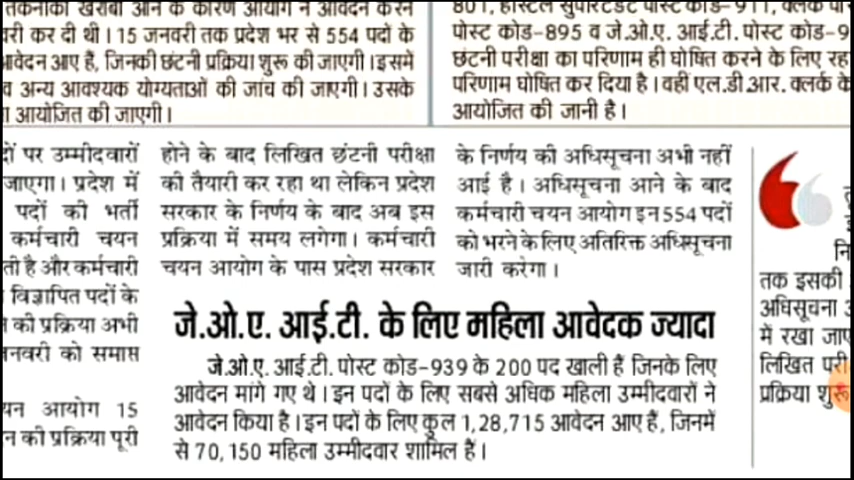 तकनीकी खराबी आने के कारण आयोग ने आवेदन करने
री कर दी थी। 15 जनवरी तक प्रदेश भर से 554 पदों के
आवेदन आए हैं, जिनकी छंटनी प्रक्रिया शुरू की जाएगी। इसमें
व अन्य आवश्यक योग्यताओं की जांच की जाएगी। उसके
आयोजित की जाएगी।
801, हॉस्टल सुपरिंटेंडेंट पोस्ट कोड-911, क्लर्क
पोस्ट कोड-895 व जे.ओ.ए. आई.टी. पोस्ट कोड-9
छंटनी परीक्षा का परिणाम ही घोषित करने के लिए रह
परिणाम घोषित कर दिया है। वहीं एल.डी.आर. क्लर्क के
आयोजित की जानी है।
दों पर उम्मीदवारों
जाएगा। प्रदेश में
पदों की भर्ती
कर्मचारी चयन
ती है और कर्मचारी
विज्ञापित पदों के
की प्रक्रिया अभी
नवरी को समाप्त
यन आयोग 15
न की प्रक्रिया पूरी
होने के बाद लिखित छंटनी परीक्षा
की तैयारी कर रहा था लेकिन प्रदेश
सरकार के निर्णय के बाद अब इस
प्रक्रिया में समय लगेगा। कर्मचारी
चयन आयोग के पास प्रदेश सरकार
के निर्णय की अधिसूचना अभी नहीं
आई है। अधिसूचना आने के बाद
कर्मचारी चयन आयोग इन 554 पदों
को भरने के लिए अतिरिक्त अधिसूचना
जारी करेगा।
जे.ओ.ए. आई.टी. के लिए महिला आवेदक ज्यादा
जे.ओ.ए. आई.टी. पोस्ट कोड-939 के 200 पद खाली हैं जिनके लिए
आवेदन मांगे गए थे। इन पदों के लिए सबसे अधिक महिला उम्मीदवारों ने
आवेदन किया है। इन पदों के लिए कुल 1,28,715 आवेदन आए हैं, जिनमें
से 70,150 महिला उम्मीदवार शामिल हैं।
नि
तक इसकी
अधिसूचना
में रखा जाए
लिखित परी
प्रक्रिया शुरू